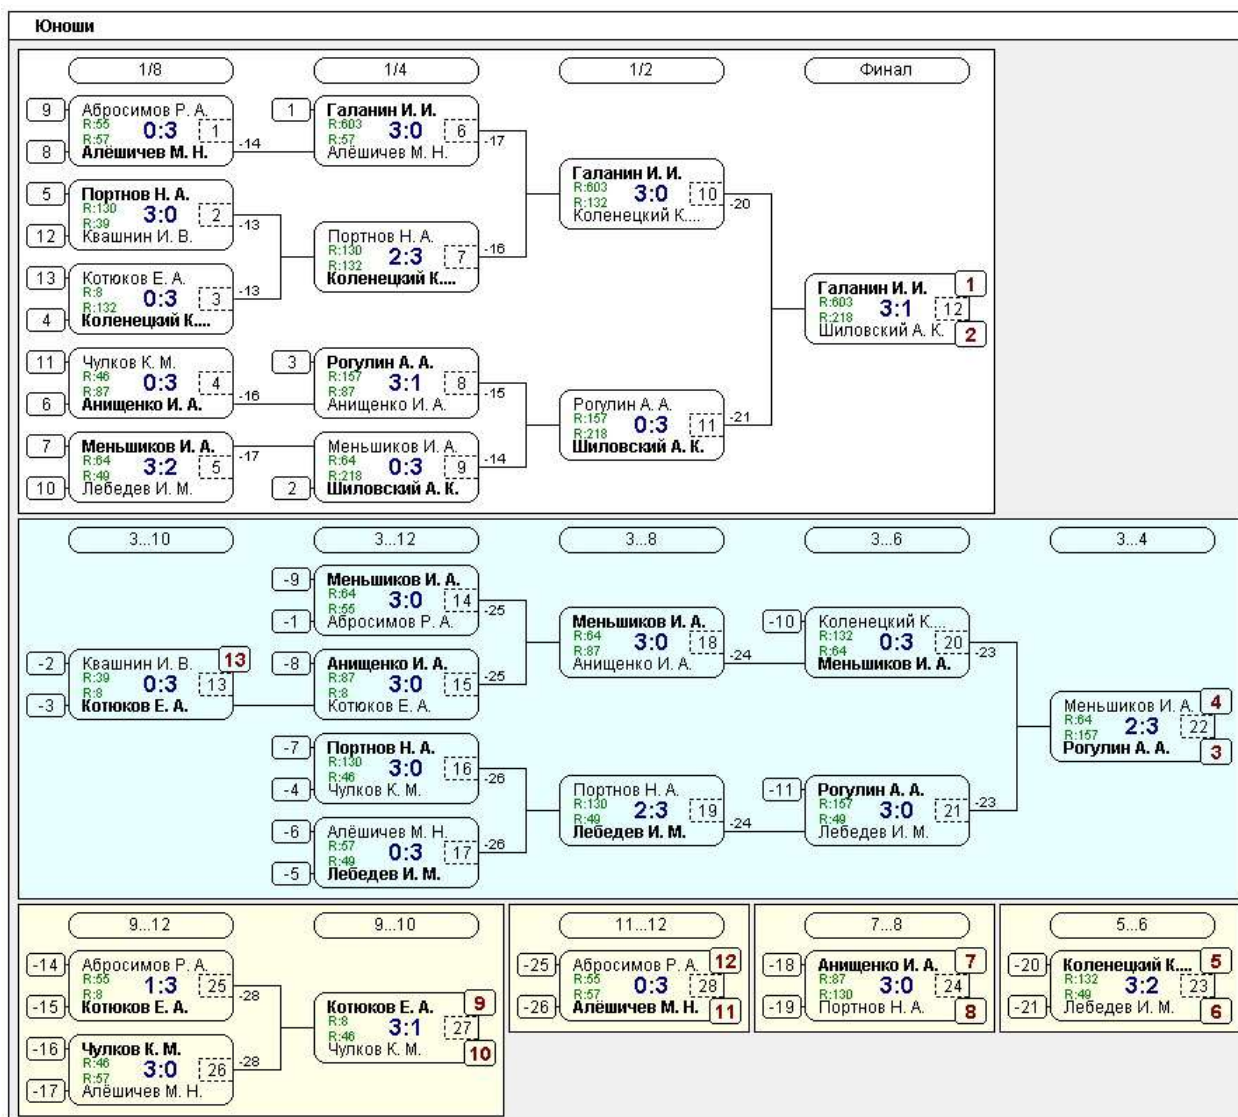 Юноши
1/8 1/4 1/2 Финал
9 Абросимов Р. А. 1 Галанин И. И.
R:55 0:3 1 R:603 3:0 6
R:57 -14 R:57 -17
8 Алёшичев М. Н. Алёшичев М. Н.
Галанин И. И.
R:603 3:0 10
R:132 -20
Коленецкий К....
5 Портнов Н. А.
R:130 3:0 2
R:39 -13
12 Квашнин И. В.
Портнов Н. А.
R:130 2:3 7 -16
R:132
Коленецкий К....
13 Котюков Е. А.
R:8 0:3 3 -13
R:132
4 Коленецкий К....
Галанин И. И. 1
R:603 3:1 12
R:218
Шиловский А. К. 2
11 Чулков К. М. 3 Рогулин А. А.
R:46 0:3 4 R:157 3:1 8
R:87 -16 R:87 -15
6 Анищенко И. А. Анищенко И. А.
Рогулин А. А.
R:157 0:3 11 -21
R:218
Шиловский А. К.
7 Меньшиков И. А. Меньшиков И. А.
R:64 3:2 5 -17 R:64 0:3 9 -14
R:49 R:218
10 Лебедев И. М. 2 Шиловский А. К.
3...10 3...12 3...8 3...6 3...4
-9 Меньшиков И. А.
R:64 3:0 14
R:55 -25
-1 Абросимов Р. А.
Меньшиков И. А. -10 Коленецкий К....
R:64 3:0 18 R:132 0:3 20
R:87 -24 R:64 -23
Анищенко И. А. Меньшиков И. А.
-2 Квашнин И. В. 13 -8 Анищенко И. А.
R:39 0:3 13 R:87 3:0 15 -25
R:8 R:8
-3 Котюков Е. А. Котюков Е. А.
Меньшиков И. А. 4
R:64 2:3 22
R:157
Рогулин А. А. 3
-7 Портнов Н. А.
R:130 3:0 16
R:46 -26
-4 Чулков К. М.
Портнов Н. А. -11 Рогулин А. А.
R:130 2:3 19 R:157 3:0 21 -23
R:49 -24 R:49
Лебедев И. М. Лебедев И. М.
-6 Алёшичев М. Н.
R:57 0:3 17 -26
R:49
-5 Лебедев И. М.
9...12 9...10 11...12 7...8 5...6
-14 Абросимов Р. А. -25 Абросимов Р. А. 12 -18 Анищенко И. А. 7 -20 Коленецкий К.... 5
R:55 1:3 25 R:55 0:3 28 R:87 3:0 24 R:132 3:2 23
R:8 -28 R:57 R:130 R:49
-15 Котюков Е. А. -26 Алёшичев М. Н. 11 -19 Портнов Н. А. 8 -21 Лебедев И. М. 6
Котюков Е. А. 9
R:8 3:1 27
R:46
Чулков К. М. 10
-16 Чулков К. М.
R:46 3:0 26 -28
R:57
-17 Алёшичев М. Н.